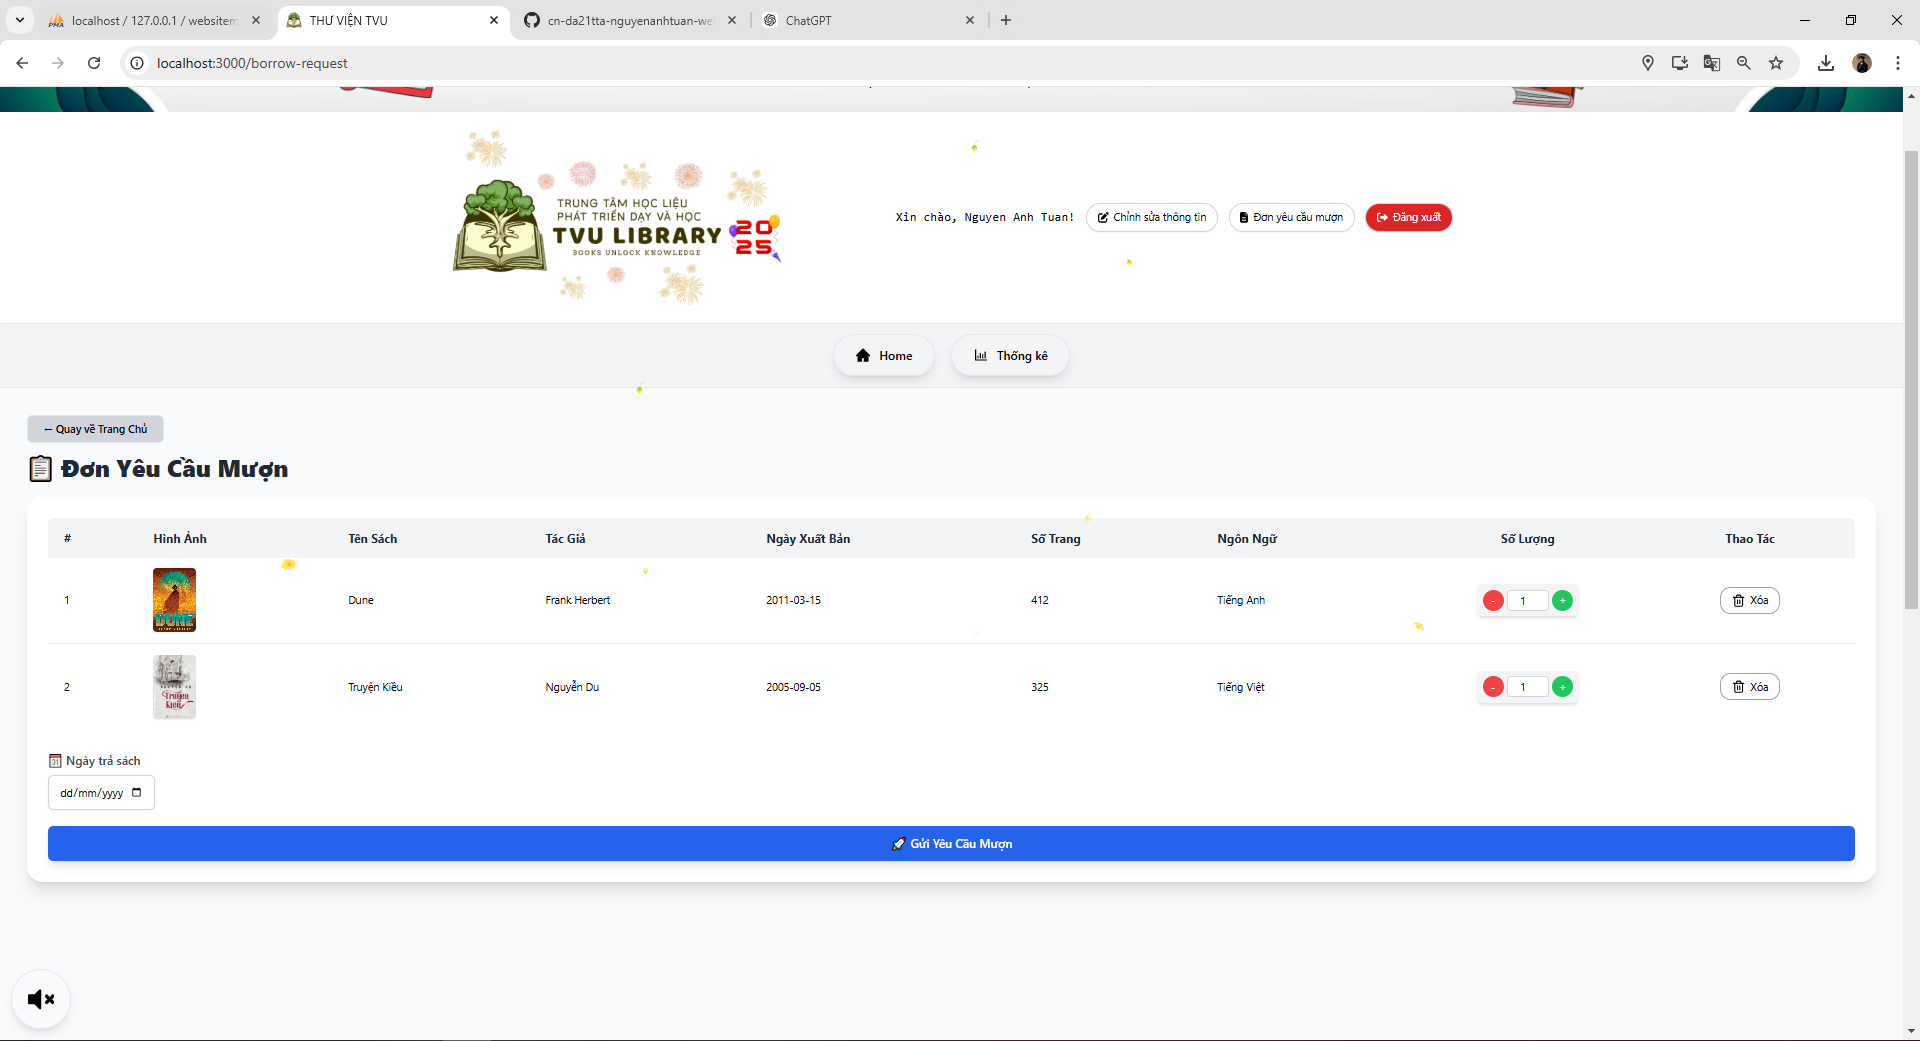 localhost / 127.0.0.1 / websitem
THƯ VIỆN TVU
cn-da21tta-nguyenanhtuan-we
ChatGPT
localhost:3000/borrow-request
TRUNG TÂM HỌC LIỆU
PHÁT TRIỂN DẠY VÀ HỌC
TVU LIBRARY
BOOKS UNLOCK KNOWLEDGE
20
25
Xin chào, Nguyen Anh Tuan!
Chỉnh sửa thông tin
Đơn yêu cầu mượn
Đăng xuất
Home
Thống kê
← Quay về Trang Chủ
Đơn Yêu Cầu Mượn
# Hình Ảnh Tên Sách Tác Giả Ngày Xuất Bản Số Trang Ngôn Ngữ Số Lượng Thao Tác
1 DUNE Dune Frank Herbert 2011-03-15 412 Tiếng Anh - 1 + Xóa
2 Truyện Kiều Truyện Kiều Nguyễn Du 2005-09-05 325 Tiếng Việt - 1 + Xóa
Ngày trả sách
dd/mm/yyyy
Gửi Yêu Cầu Mượn